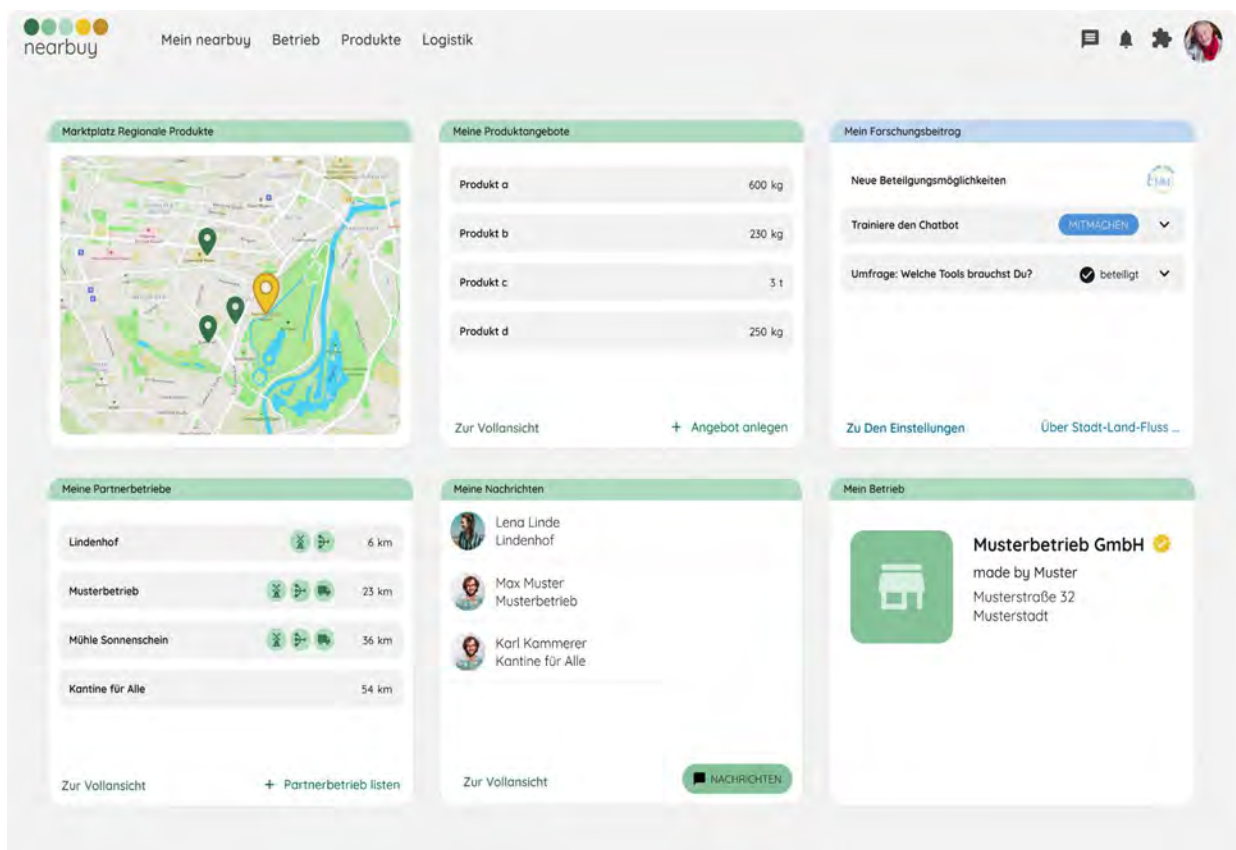 nearbuy
Mein nearbuy Betrieb Produkte Logistik
Marktplatz Regionale Produkte
Meine Produktangebote
Produkt a 600 kg
Produkt b 230 kg
Produkt c 3 t
Produkt d 250 kg
Zur Vollansicht + Angebot anlegen
Mein Forschungsbeitrag
Neue Beteilgungsmöglichkeiten
Trainiere den Chatbot MITMACHEN
Umfrage: Welche Tools brauchst Du? beteiligt
Zu Den Einstellungen Über Stadt-Land-Fluss ...
Meine Partnerbetriebe
Lindenhof 6 km
Musterbetrieb 23 km
Mühle Sonnenschein 36 km
Kantine für Alle 54 km
Zur Vollansicht + Partnerbetrieb listen
Meine Nachrichten
Lena Linde
Lindenhof
Max Muster
Musterbetrieb
Karl Kammerer
Kantine für Alle
Zur Vollansicht NACHRICHTEN
Mein Betrieb
Musterbetrieb GmbH
made by Muster
Musterstraße 32
Musterstadt